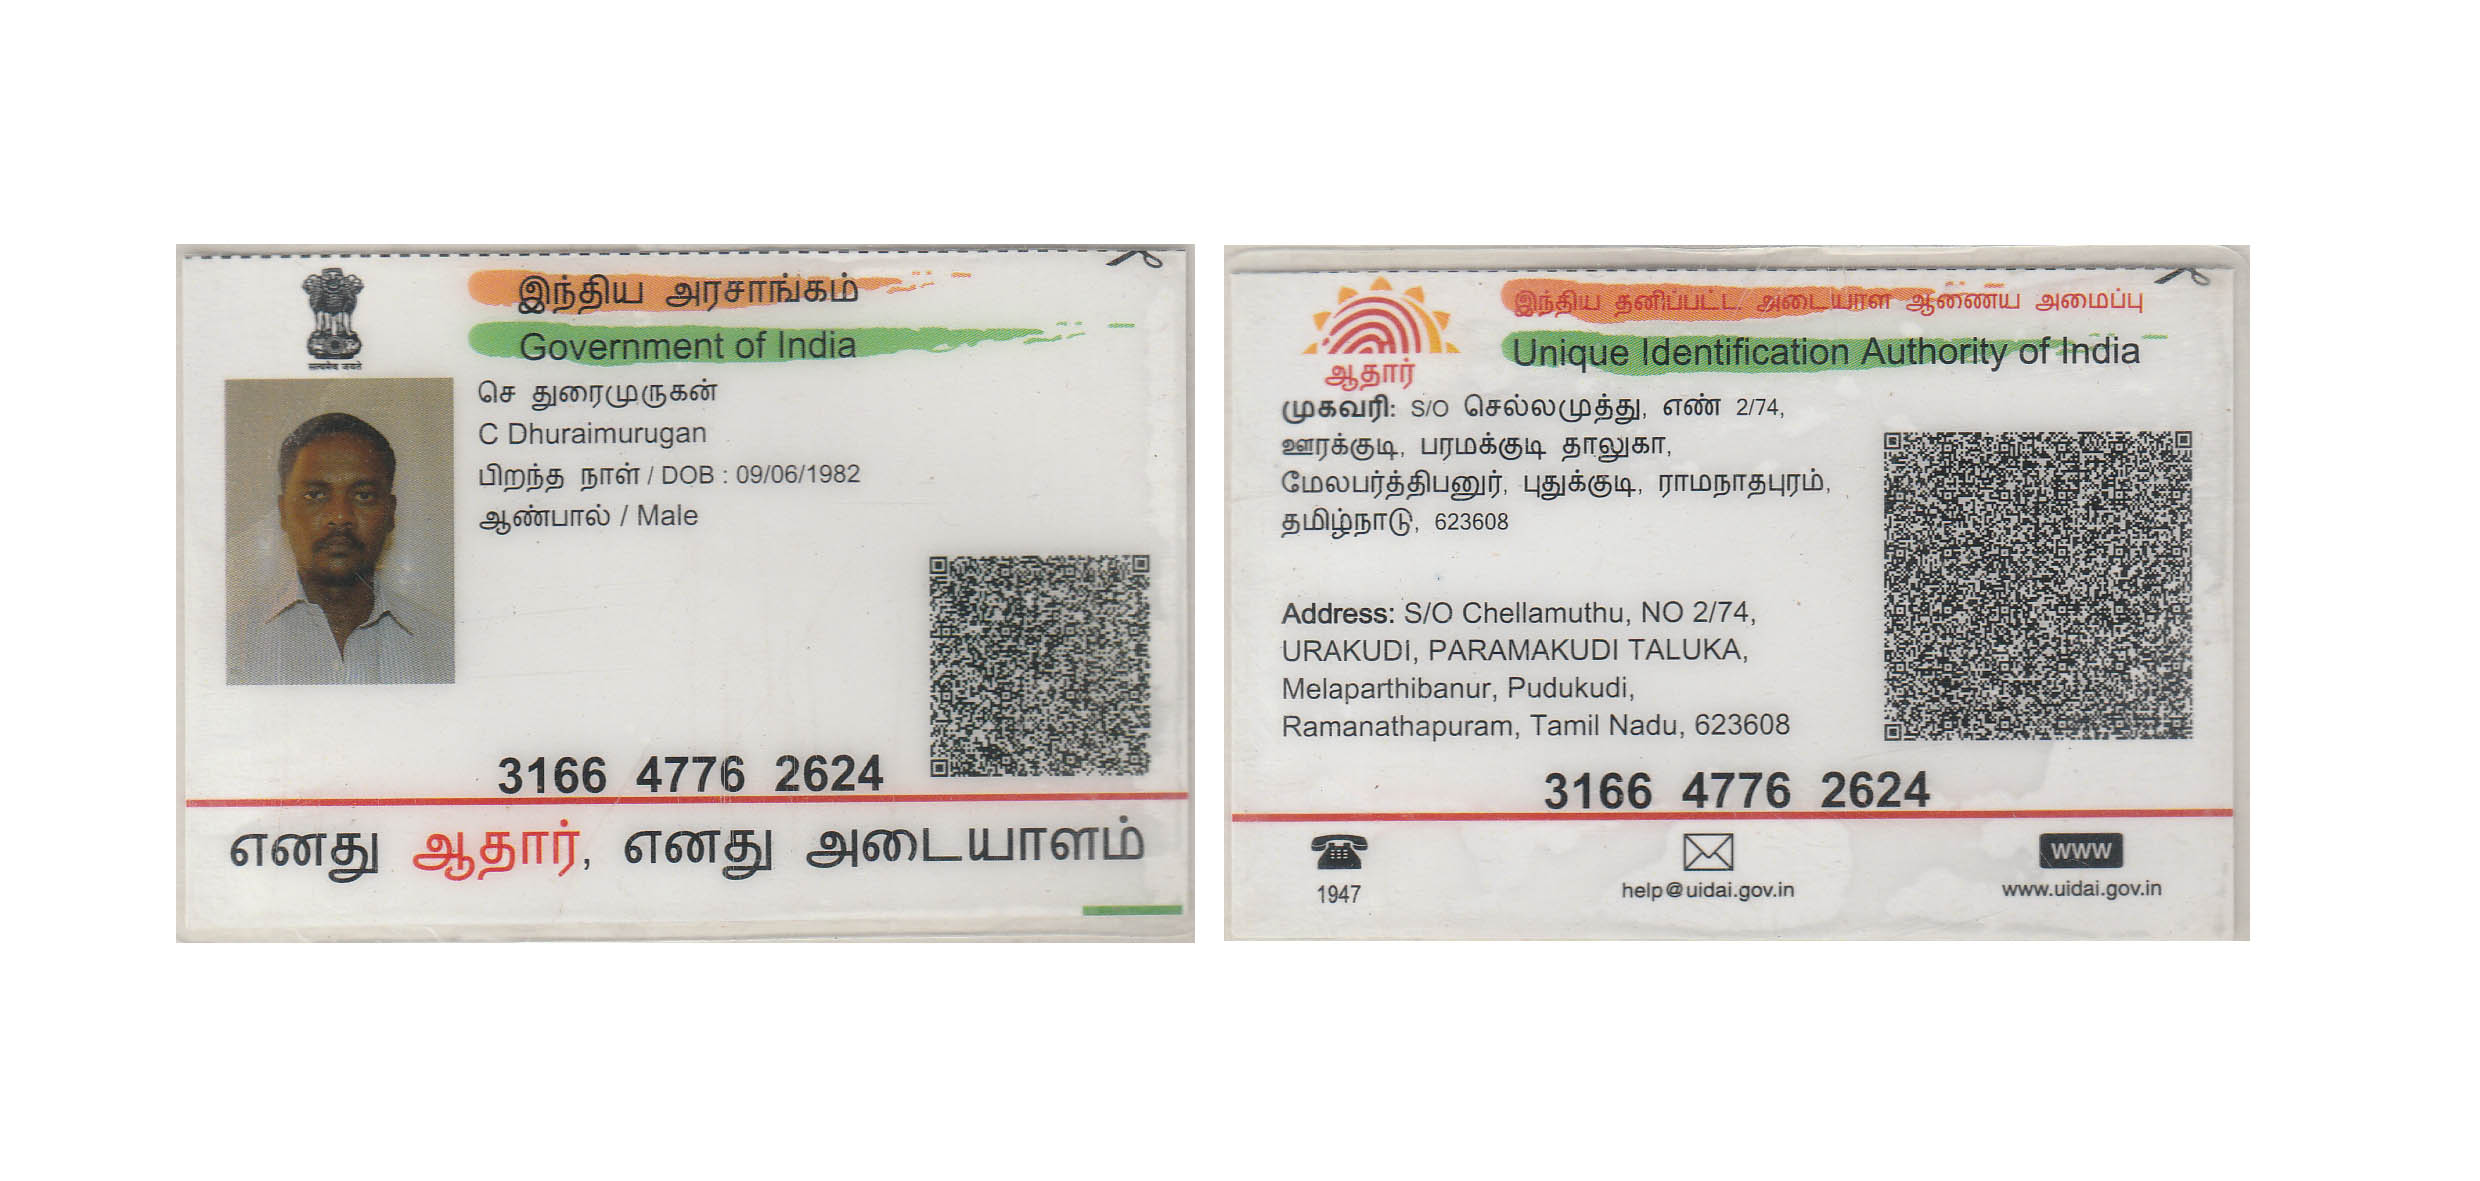 இந்திய அரசாங்கம்
Government of India
सत्यमेव जयते
செ துரைமுருகன்
C Dhuraimurugan
பிறந்த நாள் / DOB : 09/06/1982
ஆண்பால் / Male
3166 4776 2624
எனது ஆதார், எனது அடையாளம்
இந்திய தனிப்பட்ட அடையாள ஆணைய அமைப்பு
Unique Identification Authority of India
ஆதார்
முகவரி: S/O செல்லமுத்து, எண் 2/74,
ஊரக்குடி, பரமக்குடி தாலுகா,
மேலபர்த்திபனுர், புதுக்குடி, ராமநாதபுரம்,
தமிழ்நாடு, 623608
Address: S/O Chellamuthu, NO 2/74,
URAKUDI, PARAMAKUDI TALUKA,
Melaparthibanur, Pudukudi,
Ramanathapuram, Tamil Nadu, 623608
3166 4776 2624
1947
help@uidai.gov.in
WWW
www.uidai.gov.in